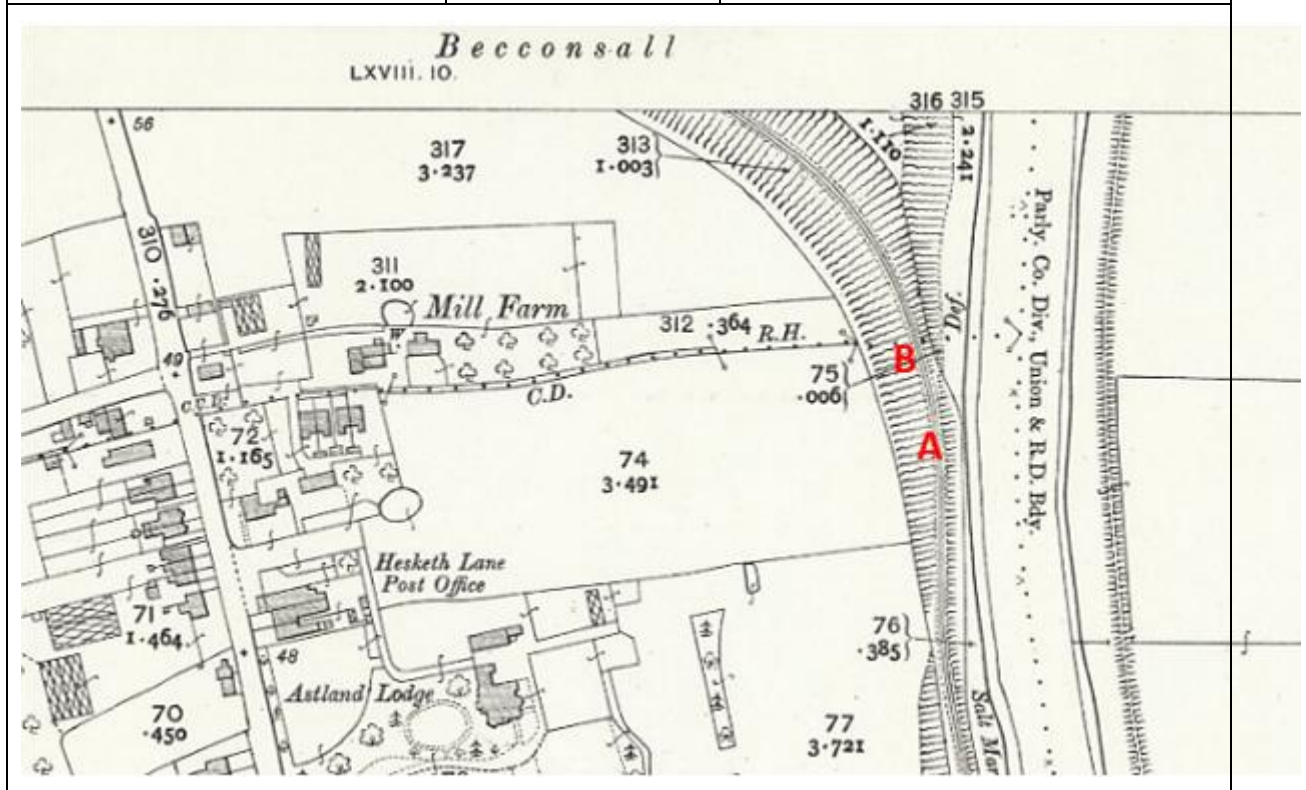 Becconsall
LXVIII. 10.
316 315
56
317
3·237
313
1·003
1·110
2·241
310 ·276
311
2·100
Mill Farm
W.
312 ·364 R.H.
49
Def.
Parly. Co. Div., Union & R.D. Bdy.
B
75
·006
C.D.
72
1·165
A
74
3·491
Hesketh Lane
Post Office
71
1·464
76
·385
48
Astland Lodge
70
·450
77
3·721
Salt Mar